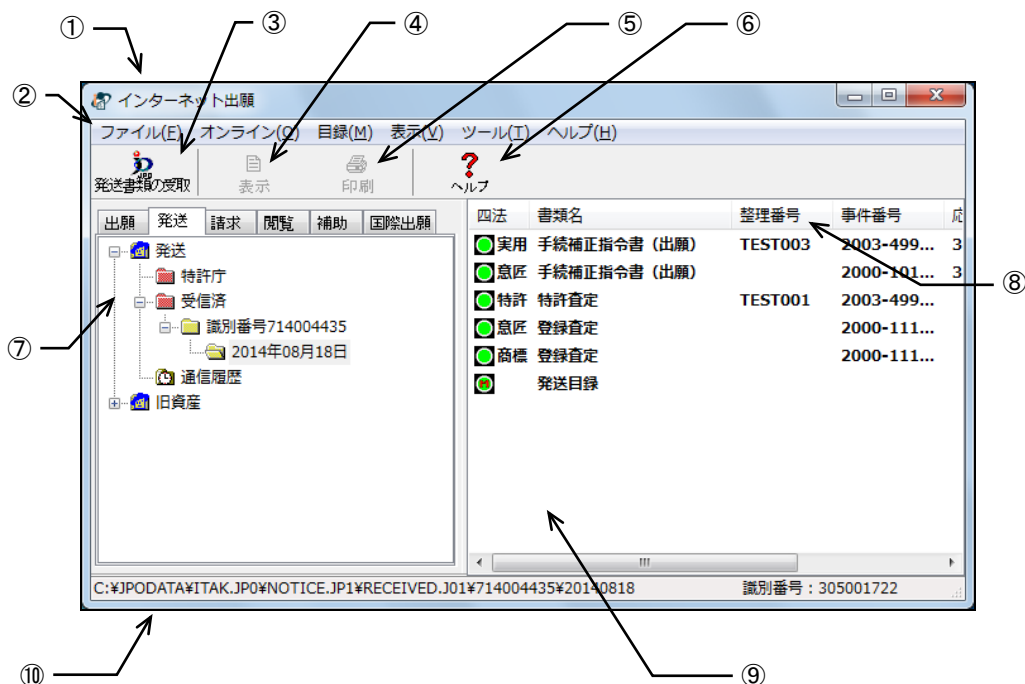 ① ③ ④ ⑤ ⑥
②
インターネット出願
ファイル(F) オンライン(O) 目録(M) 表示(V) ツール(T) ヘルプ(H)
発送書類の受取 表示 印刷 ヘルプ
出願 発送 請求 閲覧 補助 国際出願
発送
特許庁
受信済
識別番号714004435
2014年08月18日
通信履歴
旧資産
⑦
四法 書類名 整理番号 事件番号 応
実用 手続補正指令書（出願） TEST003 2003-499... 3
意匠 手続補正指令書（出願） 2000-101... 3
特許 特許査定 TEST001 2003-499...
意匠 登録査定 2000-111...
商標 登録査定 2000-111...
発送目録
⑧
C:¥JPODATA¥ITAK.JP0¥NOTICE.JP1¥RECEIVED.J01¥714004435¥20140818 識別番号：305001722
⑩ ⑨